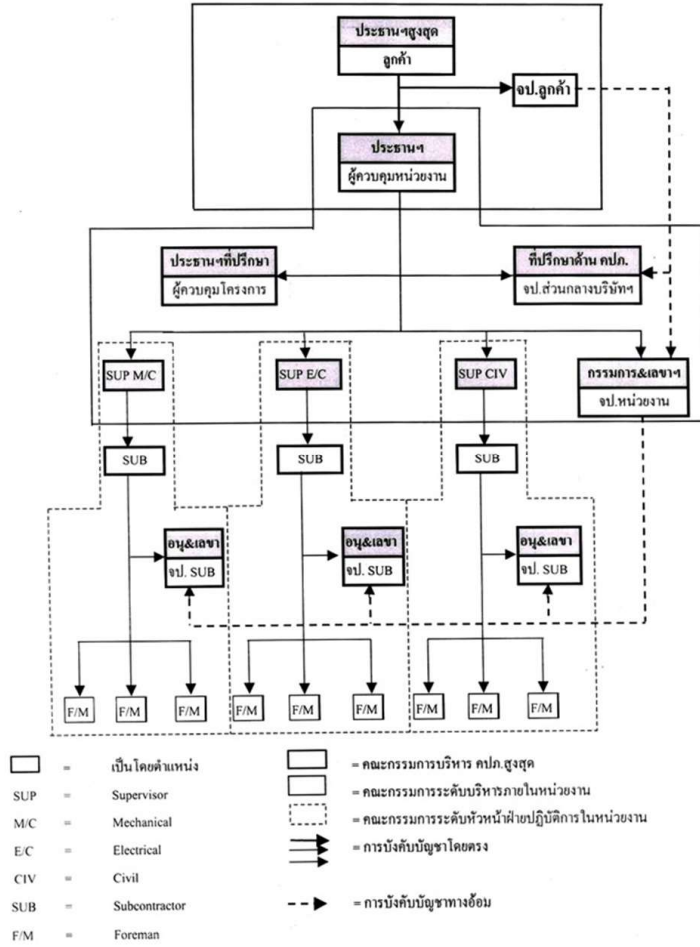 ประธานฯสูงสุด
ลูกค้า
จป.ลูกค้า
ประธานฯ
ผู้ควบคุมหน่วยงาน
ประธานฯที่ปรึกษา
ผู้ควบคุมโครงการ
ที่ปรึกษาด้าน คปภ.
จป.ส่วนกลางบริษัทฯ
SUP M/C
SUP E/C
SUP CIV
กรรมการ&เลขาฯ
จป.หน่วยงาน
SUB
SUB
SUB
อนุ&เลขา
จป. SUB
อนุ&เลขา
จป. SUB
อนุ&เลขา
จป. SUB
F/M
F/M
F/M
F/M
F/M
F/M
F/M
F/M
F/M
= เป็นโดยตำแหน่ง
SUP = Supervisor
M/C = Mechanical
E/C = Electrical
CIV = Civil
SUB = Subcontractor
F/M = Foreman
= คณะกรรมการบริหาร คปภ.สูงสุด
= คณะกรรมการระดับบริหารภายในหน่วยงาน
= คณะกรรมการระดับหัวหน้าฝ่ายปฏิบัติการในหน่วยงาน
= การบังคับบัญชาโดยตรง
= การบังคับบัญชาทางอ้อม